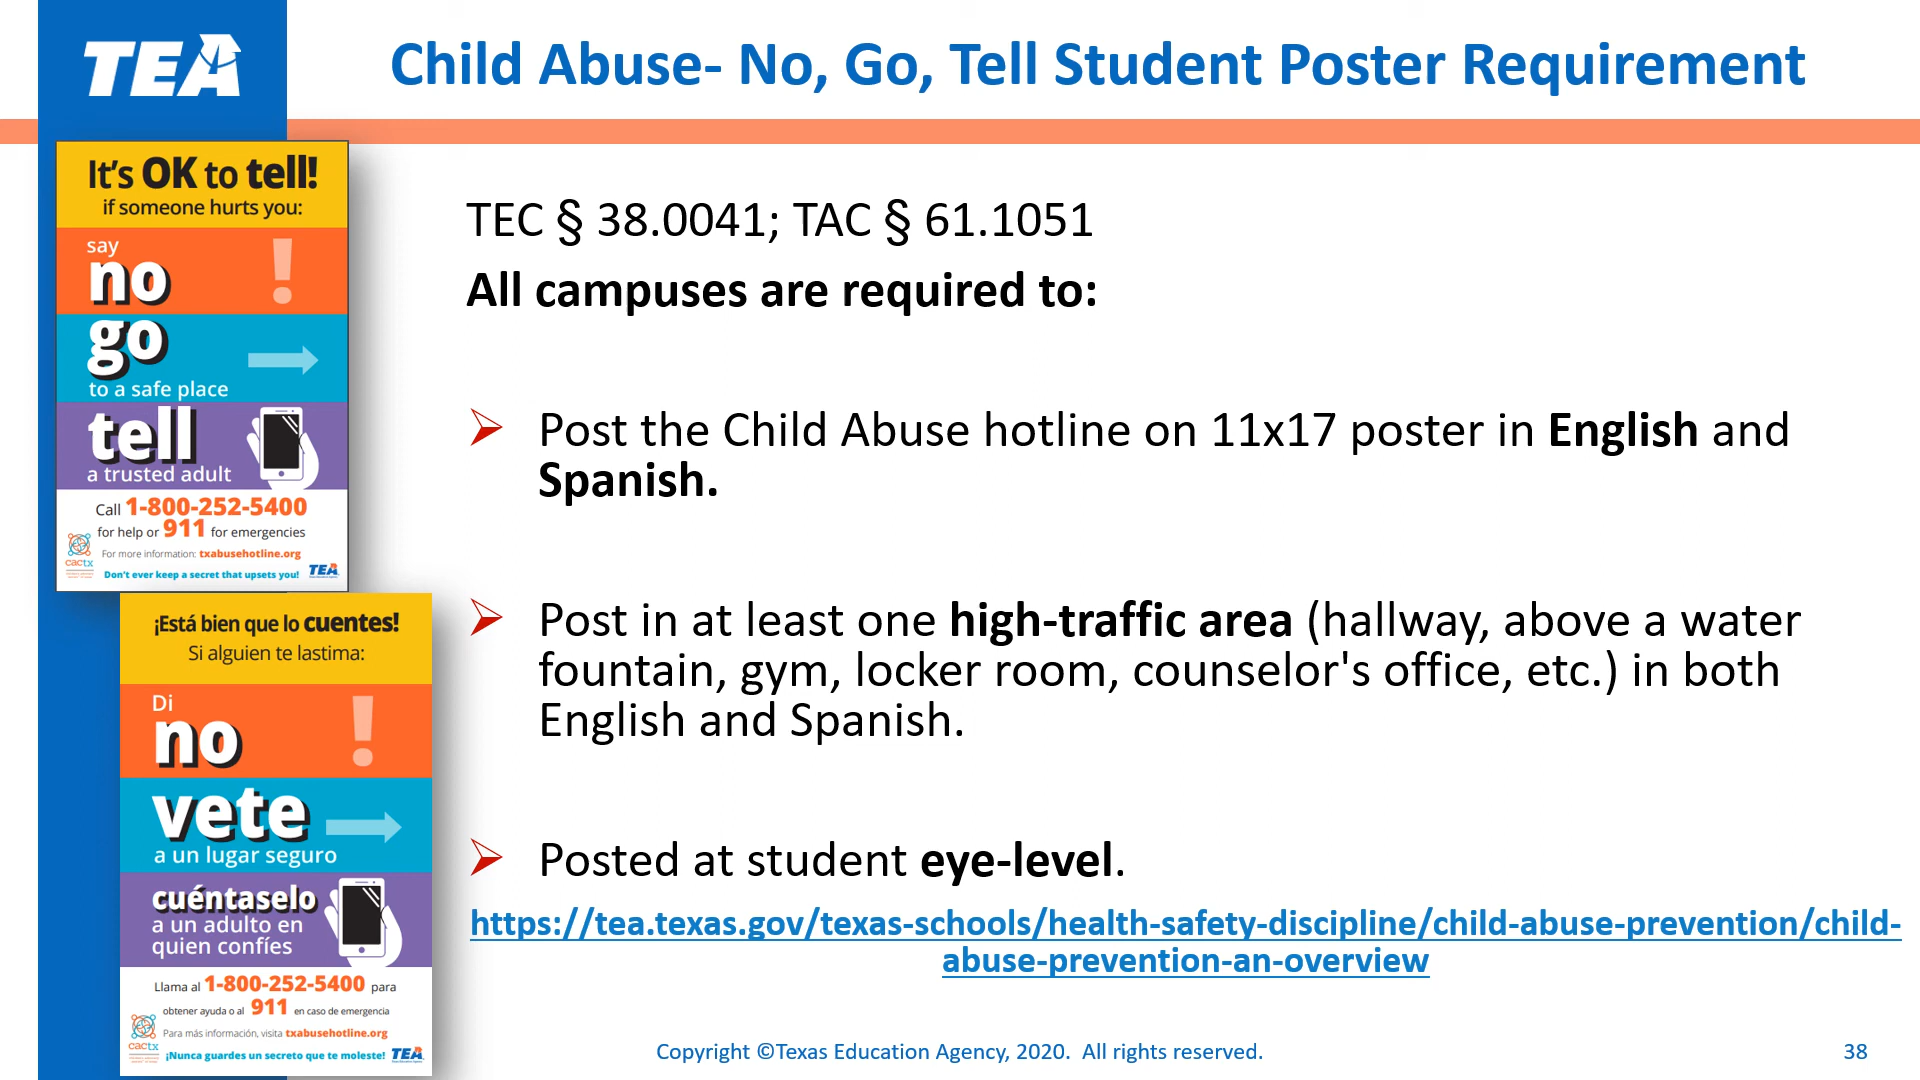 TEA
Child Abuse- No, Go, Tell Student Poster Requirement
It's OK to tell!
if someone hurts you:
say
no
!
go
to a safe place
tell
a trusted adult
Call 1-800-252-5400
for help or 911 for emergencies
For more information: txabusehotline.org
cactx
Don't ever keep a secret that upsets you!
TEA
¡Está bien que lo cuentes!
Si alguien te lastima:
Di
no
!
vete
a un lugar seguro
cuéntaselo
a un adulto en
quien confíes
Llama al 1-800-252-5400 para
obtener ayuda o al 911 en caso de emergencia
Para más información, visita txabusehotline.org
cactx
¡Nunca guardes un secreto que te moleste!
TEA
TEC § 38.0041; TAC § 61.1051
All campuses are required to:
Post the Child Abuse hotline on 11x17 poster in English and
Spanish.
Post in at least one high-traffic area (hallway, above a water
fountain, gym, locker room, counselor's office, etc.) in both
English and Spanish.
Posted at student eye-level.
https://tea.texas.gov/texas-schools/health-safety-discipline/child-abuse-prevention/child-
abuse-prevention-an-overview
Copyright ©Texas Education Agency, 2020. All rights reserved.
38